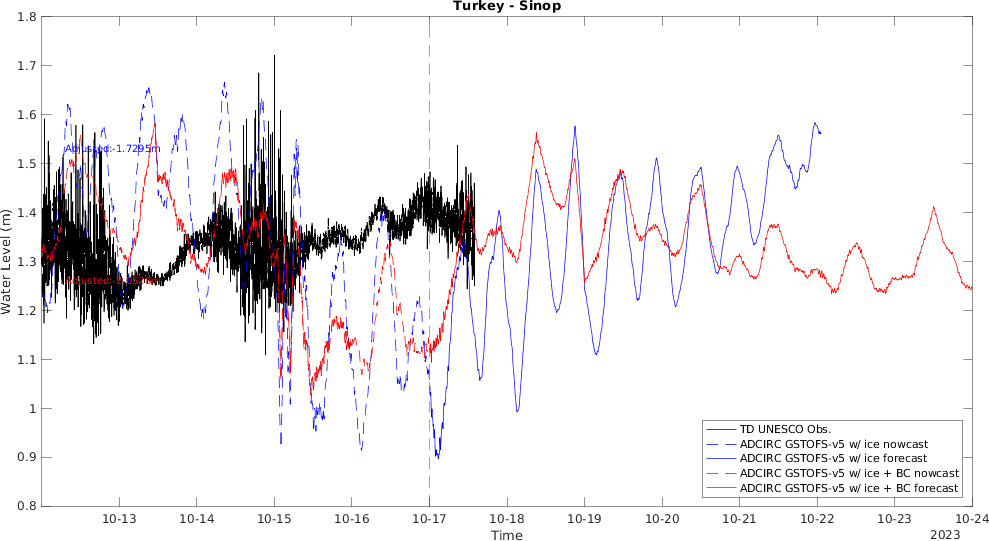 Turkey - Sinop
1.8
1.7
1.6
1.5
1.4
1.3
1.2
1.1
1
0.9
0.8
Water Level (m)
Adjusted:-1.7295m
10-13
10-14
10-15
10-16
10-17
10-18
10-19
10-20
10-21
10-22
10-23
10-24
Time
2023
TD UNESCO Obs.
ADCIRC GSTOFS-v5 w/ ice nowcast
ADCIRC GSTOFS-v5 w/ ice forecast
ADCIRC GSTOFS-v5 w/ ice + BC nowcast
ADCIRC GSTOFS-v5 w/ ice + BC forecast